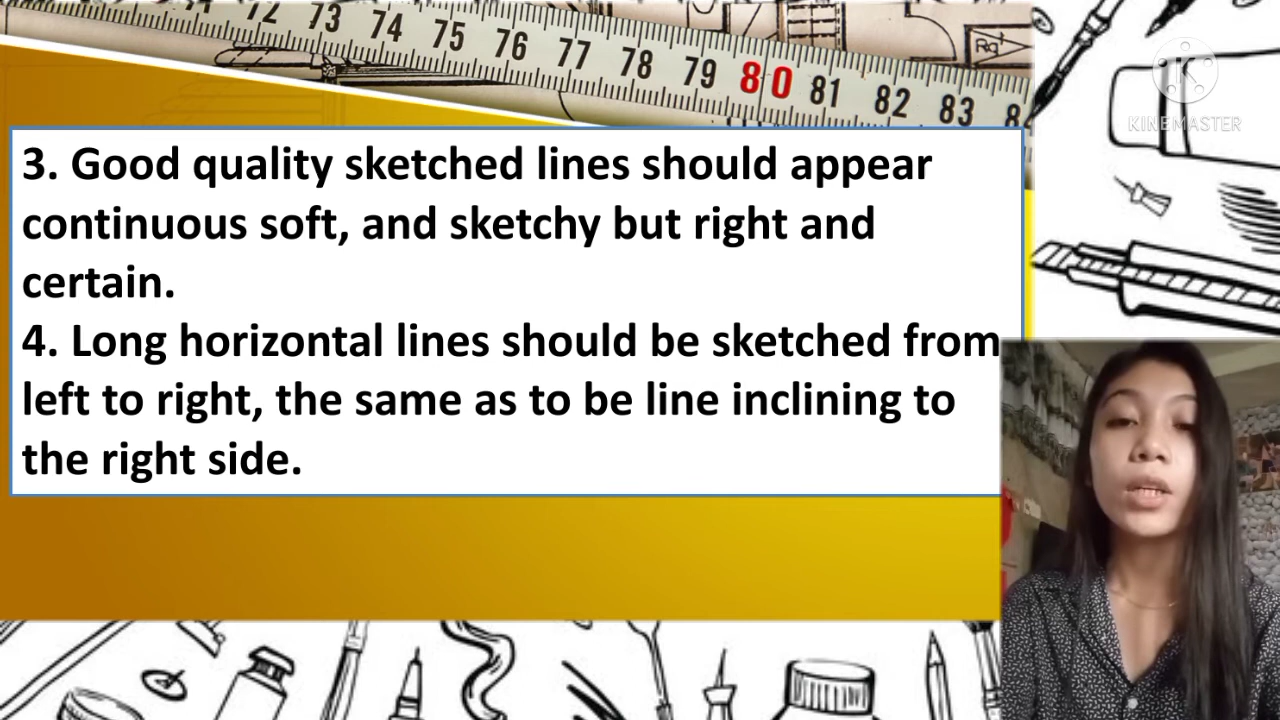 72 73 74 75 76 77 78 79 80 81 82 83 8
Rg
KINEMASTER
3. Good quality sketched lines should appear
continuous soft, and sketchy but right and
certain.
4. Long horizontal lines should be sketched from
left to right, the same as to be line inclining to
the right side.